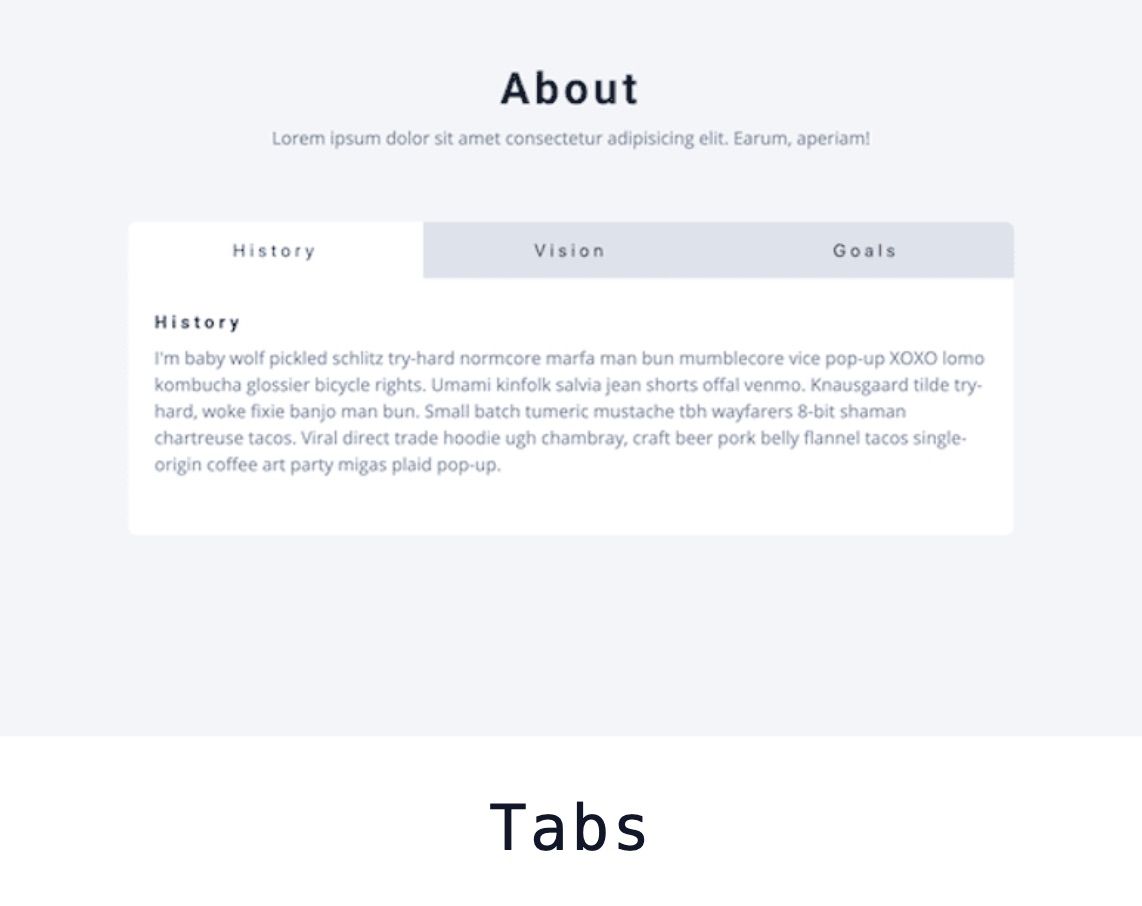 About
Lorem ipsum dolor sit amet consectetur adipisicing elit. Earum, aperiam!
History Vision Goals
History
I'm baby wolf pickled schlitz try-hard normcore marfa man bun mumblecore vice pop-up XOXO lomo
kombucha glossier bicycle rights. Umami kinfolk salvia jean shorts offal venmo. Knausgaard tilde try-
hard, woke fixie banjo man bun. Small batch tumeric mustache tbh wayfarers 8-bit shaman
chartreuse tacos. Viral direct trade hoodie ugh chambray, craft beer pork belly flannel tacos single-
origin coffee art party migas plaid pop-up.
Tabs